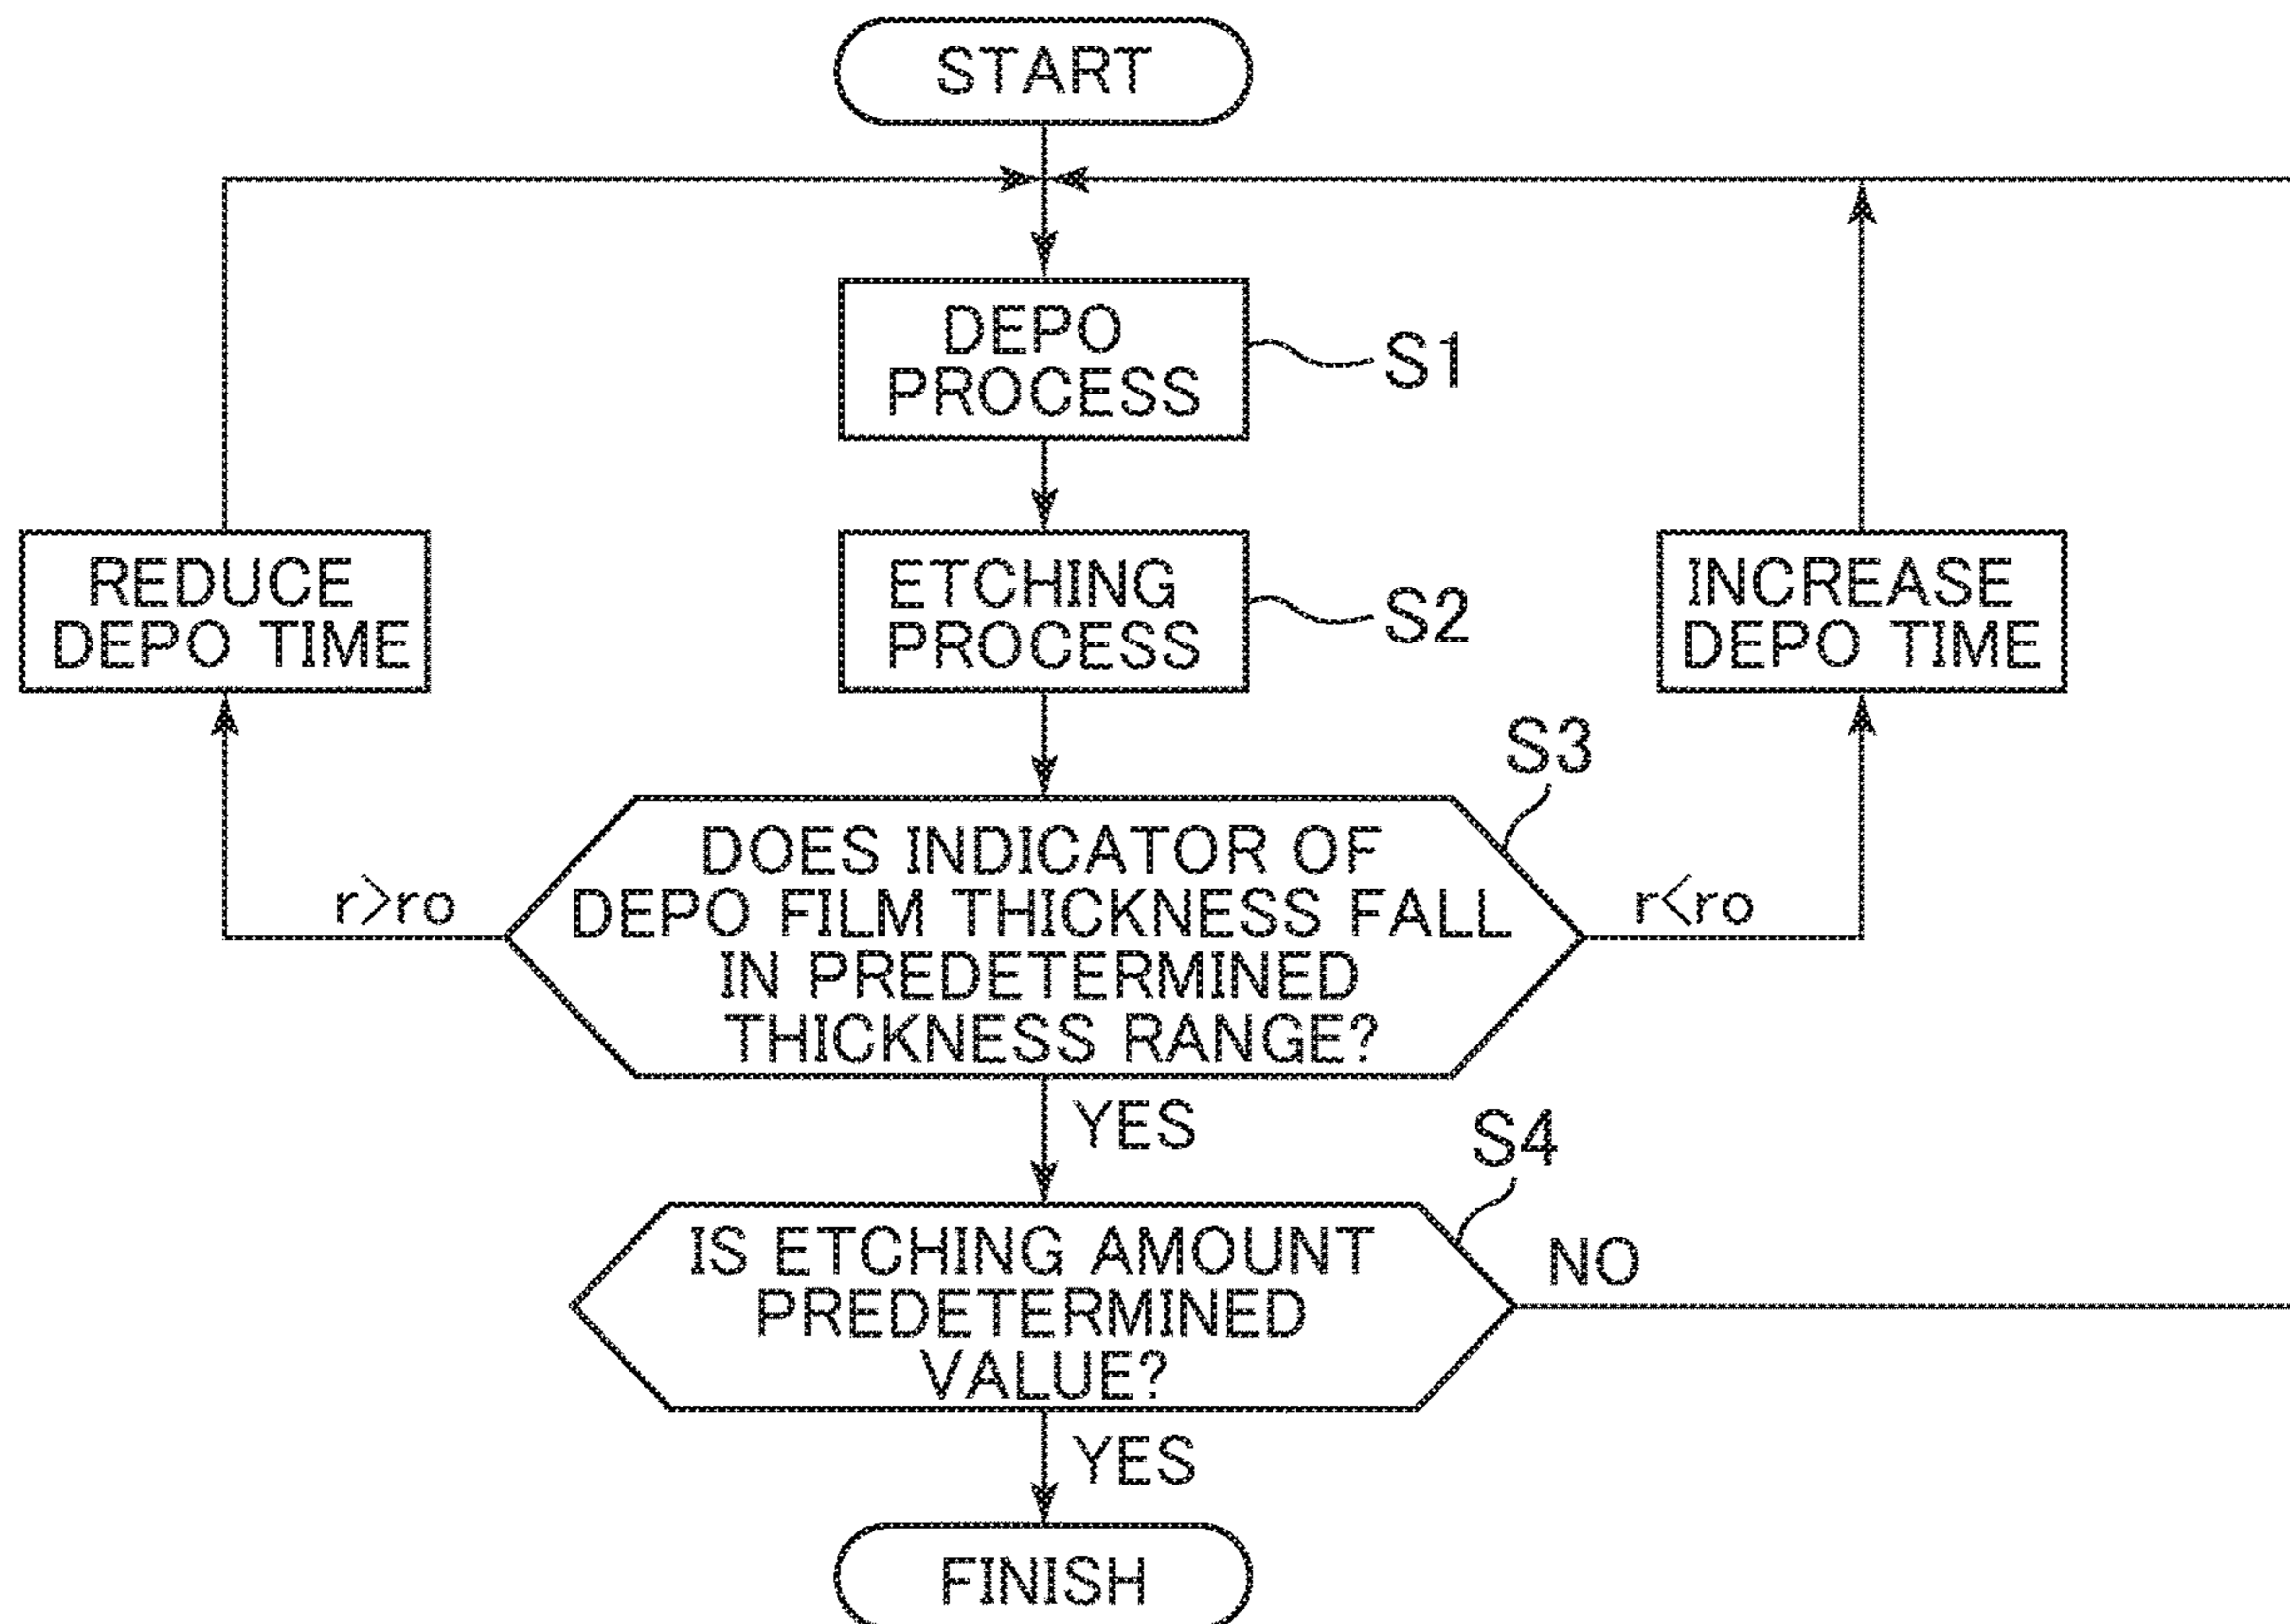 START
DEPO
PROCESS
S1
REDUCE
DEPO TIME
ETCHING
PROCESS
S2
INCREASE
DEPO TIME
S3
DOES INDICATOR OF
DEPO FILM THICKNESS FALL
IN PREDETERMINED
THICKNESS RANGE?
r>ro
r<ro
YES
S4
IS ETCHING AMOUNT
PREDETERMINED
VALUE?
NO
YES
FINISH